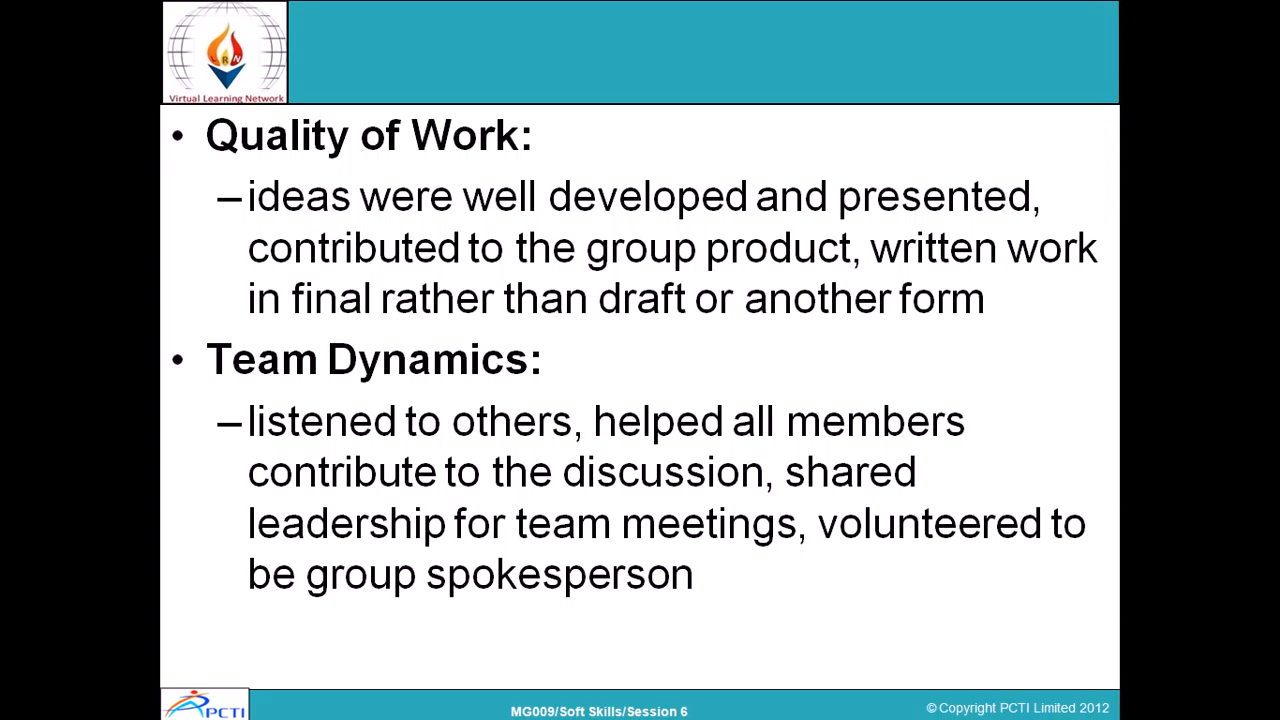 LRN
Virtual Learning Network
• Quality of Work:
–ideas were well developed and presented,
contributed to the group product, written work
in final rather than draft or another form
• Team Dynamics:
–listened to others, helped all members
contribute to the discussion, shared
leadership for team meetings, volunteered to
be group spokesperson
PCTI
MG009/Soft Skills/Session 6
© Copyright PCTI Limited 2012